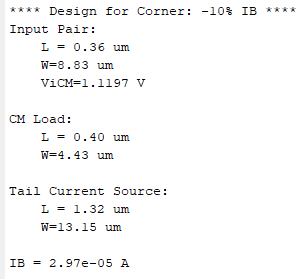 **** Design for Corner: -10% IB ****
Input Pair:
L = 0.36 um
W=8.83 um
ViCM=1.1197 V
CM Load:
L = 0.40 um
W=4.43 um
Tail Current Source:
L = 1.32 um
W=13.15 um
IB = 2.97e-05 A